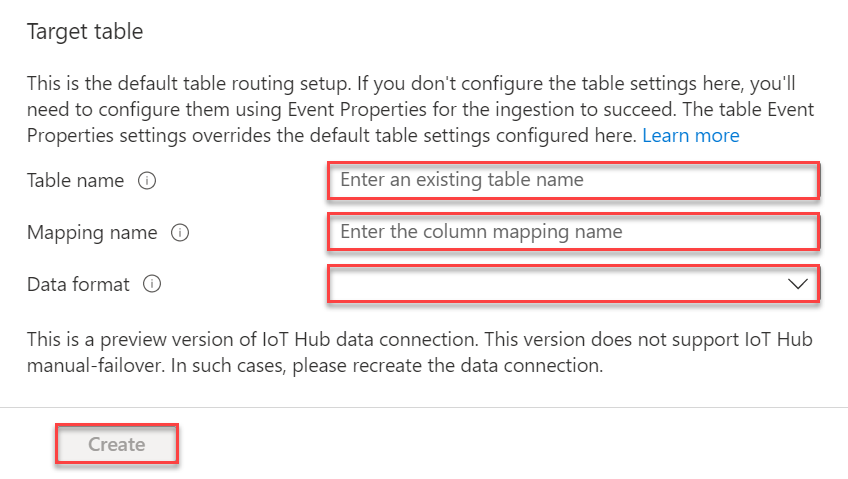 Target table
This is the default table routing setup. If you don't configure the table settings here, you'll
need to configure them using Event Properties for the ingestion to succeed. The table Event
Properties settings overrides the default table settings configured here. Learn more
Table name
Enter an existing table name
Mapping name
Enter the column mapping name
Data format
This is a preview version of IoT Hub data connection. This version does not support IoT Hub
manual-failover. In such cases, please recreate the data connection.
Create